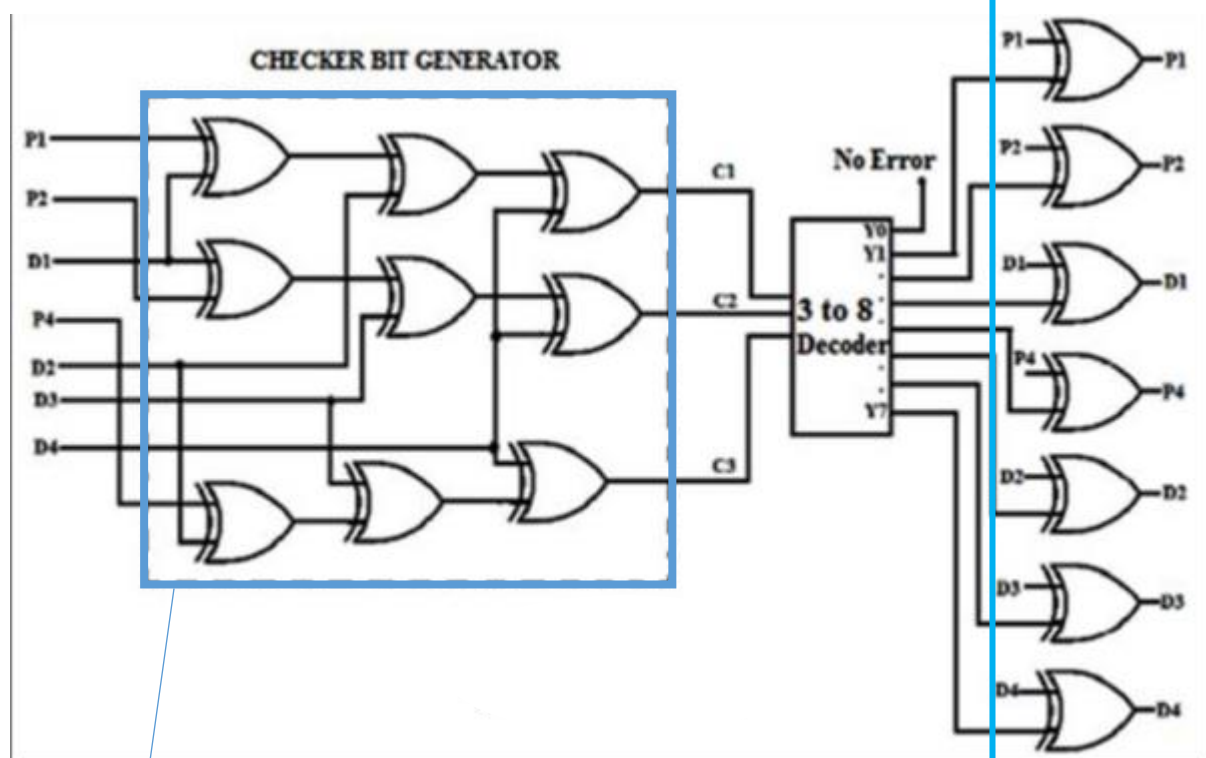 CHECKER BIT GENERATOR
P1
P2
D1
P4
D2
D3
D4
C1
C2
C3
No Error
Y0
Y1
3 to 8
Decoder
Y7
P1
P1
P2
P2
D1
D1
P4
P4
D2
D2
D3
D3
D4
D4